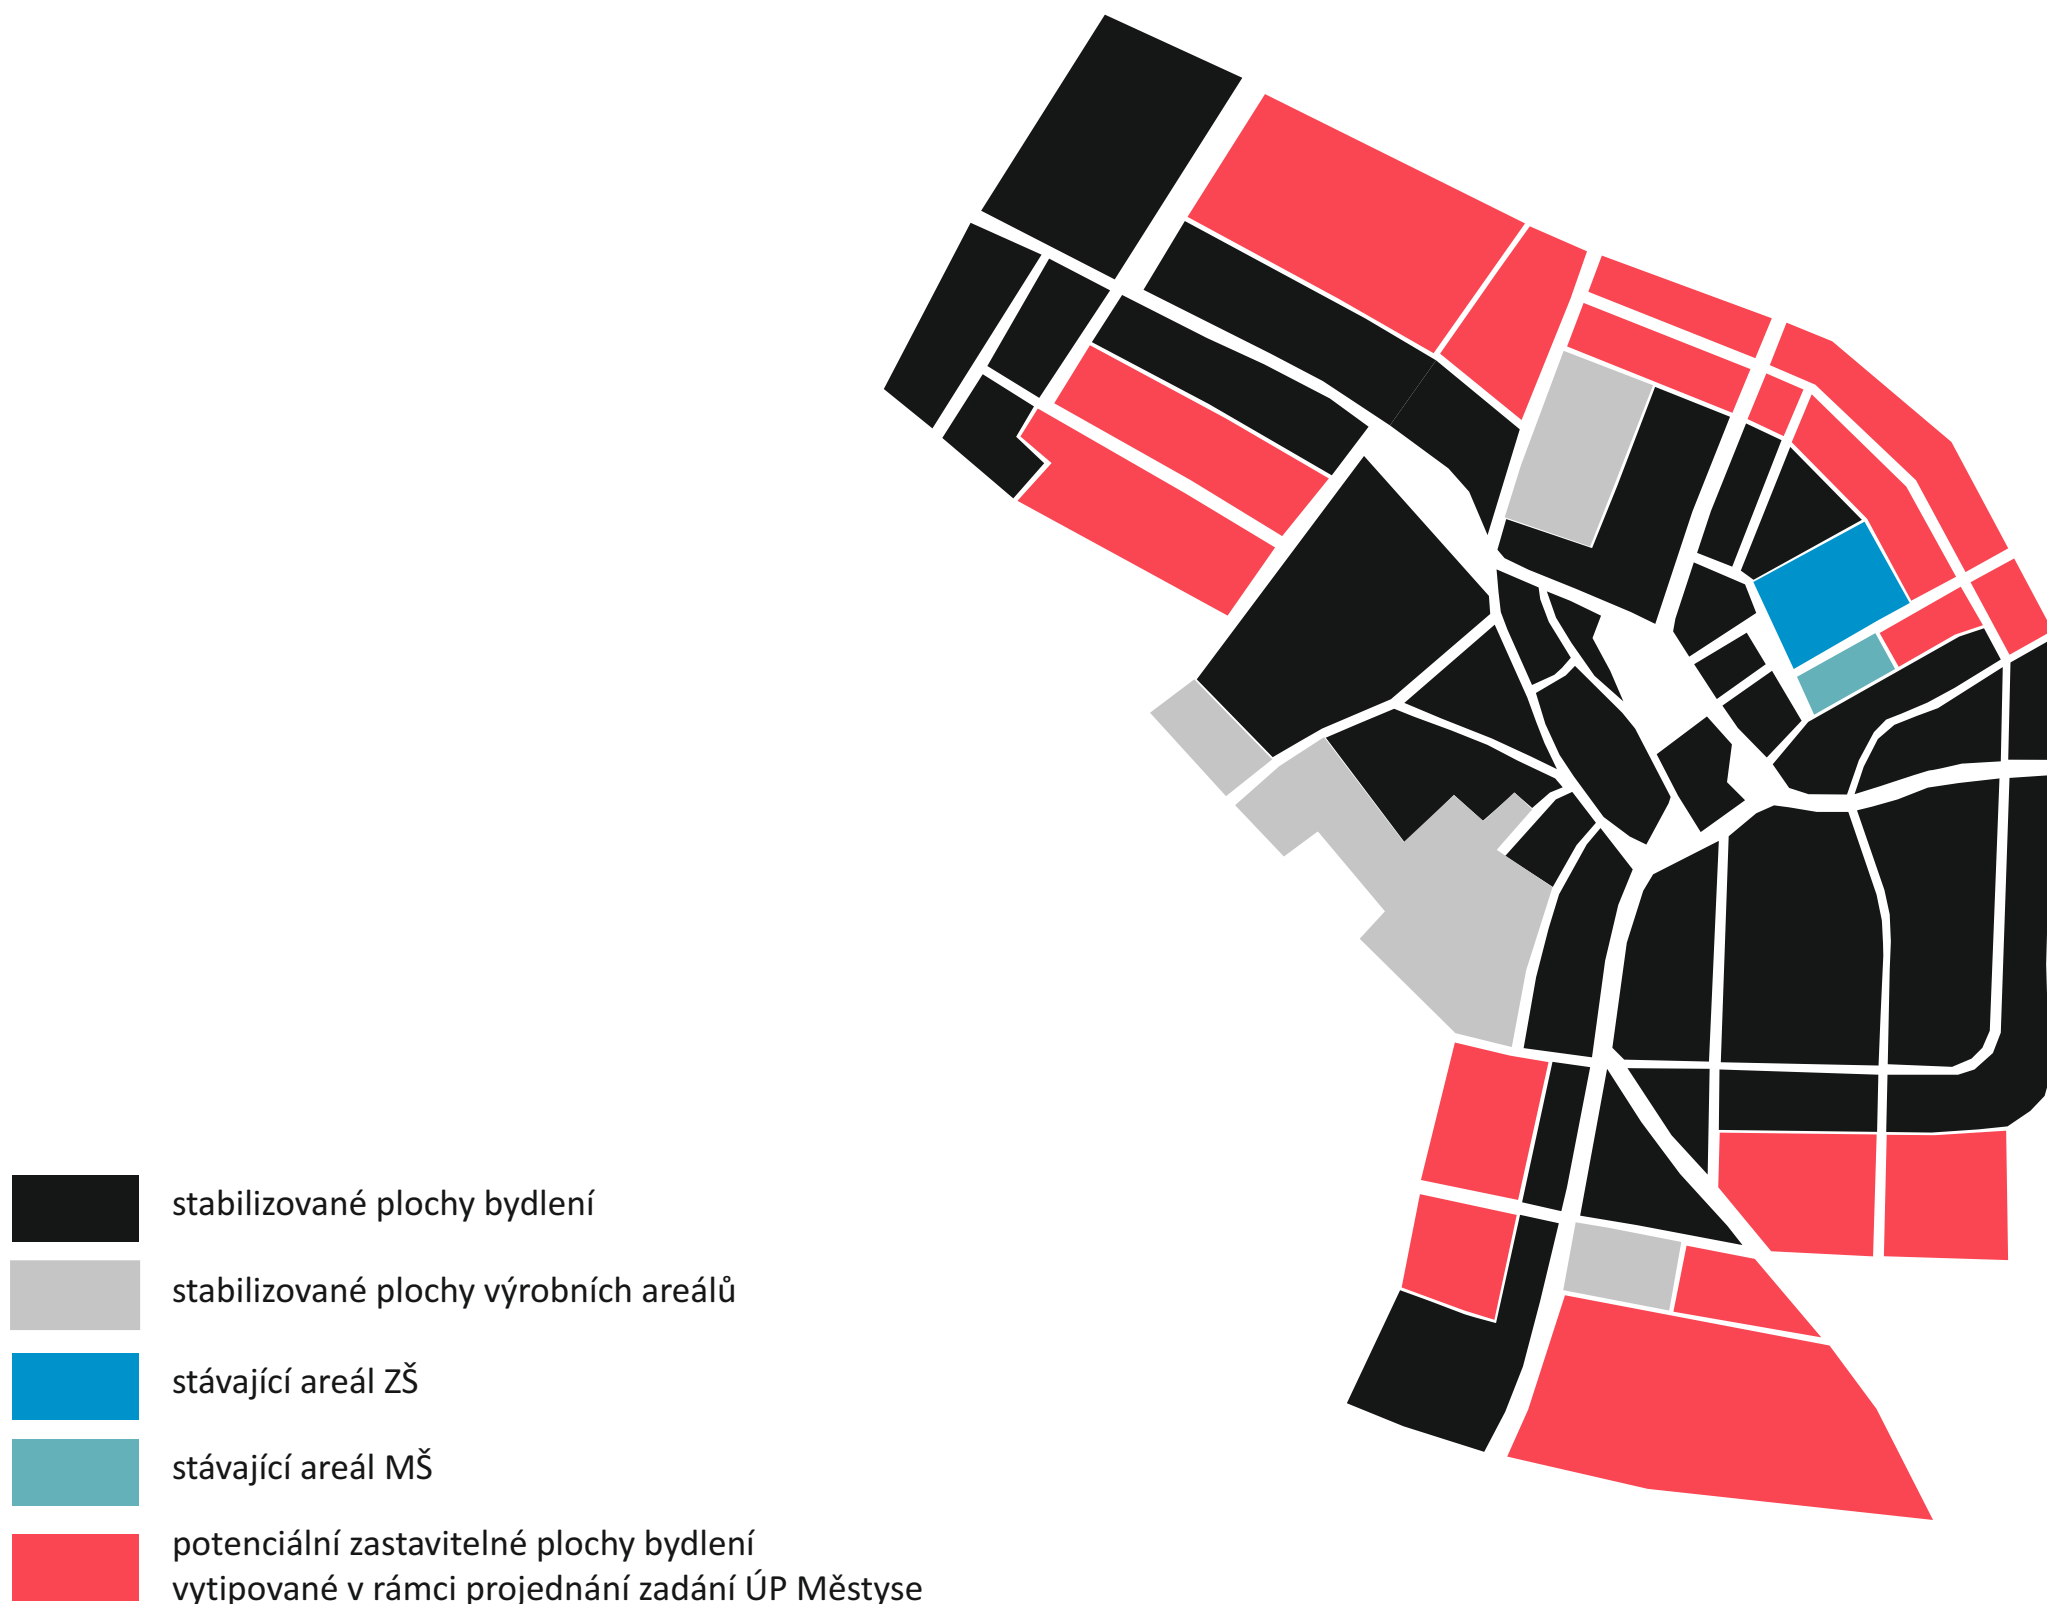 stabilizované plochy bydlení
stabilizované plochy výrobních areálů
stávající areál ZŠ
stávající areál MŠ
potenciální zastavitelné plochy bydlení
vytipované v rámci projednání zadání ÚP Městyse